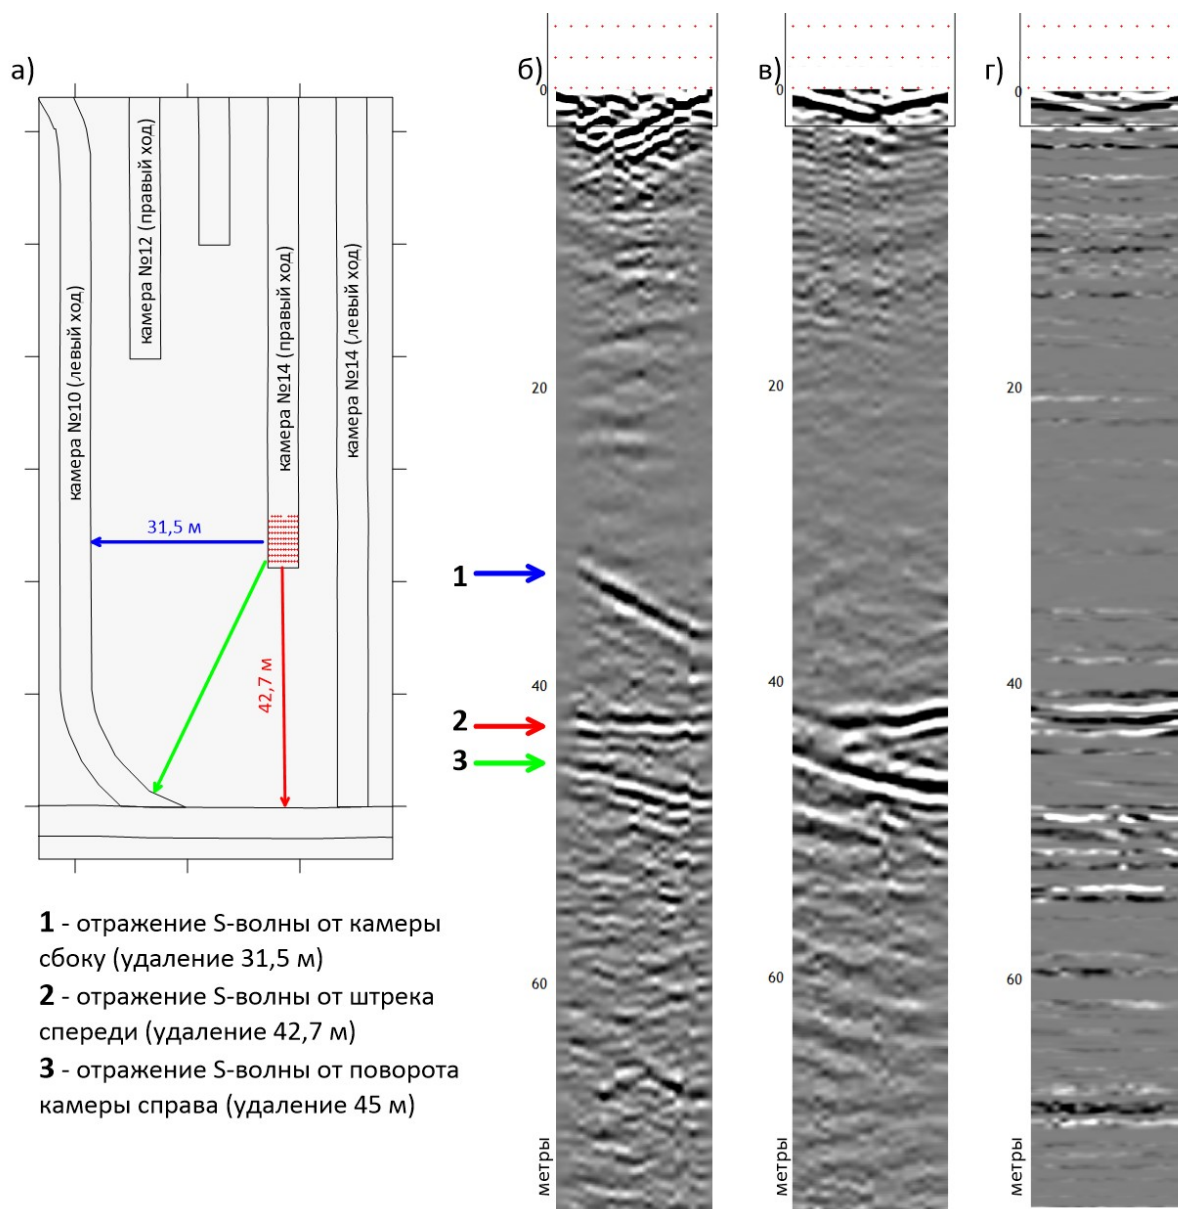 а)
камера №10 (левый ход)
камера №12 (правый ход)
камера №14 (правый ход)
камера №14 (левый ход)
31,5 м
42,7 м
1 - отражение S-волны от камеры
сбоку (удаление 31,5 м)
2 - отражение S-волны от штрека
спереди (удаление 42,7 м)
3 - отражение S-волны от поворота
камеры справа (удаление 45 м)
1
2
3
б)
0
20
40
60
метры
в)
0
20
40
60
метры
г)
0
20
40
60
метры